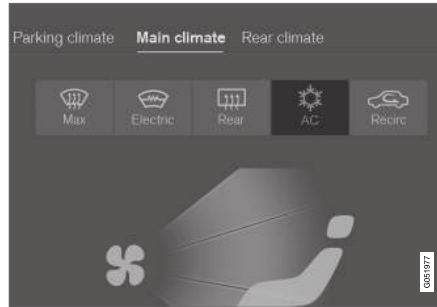 Parking climate Main climate Rear climate
Max Electric Rear AC Recirc
G051977